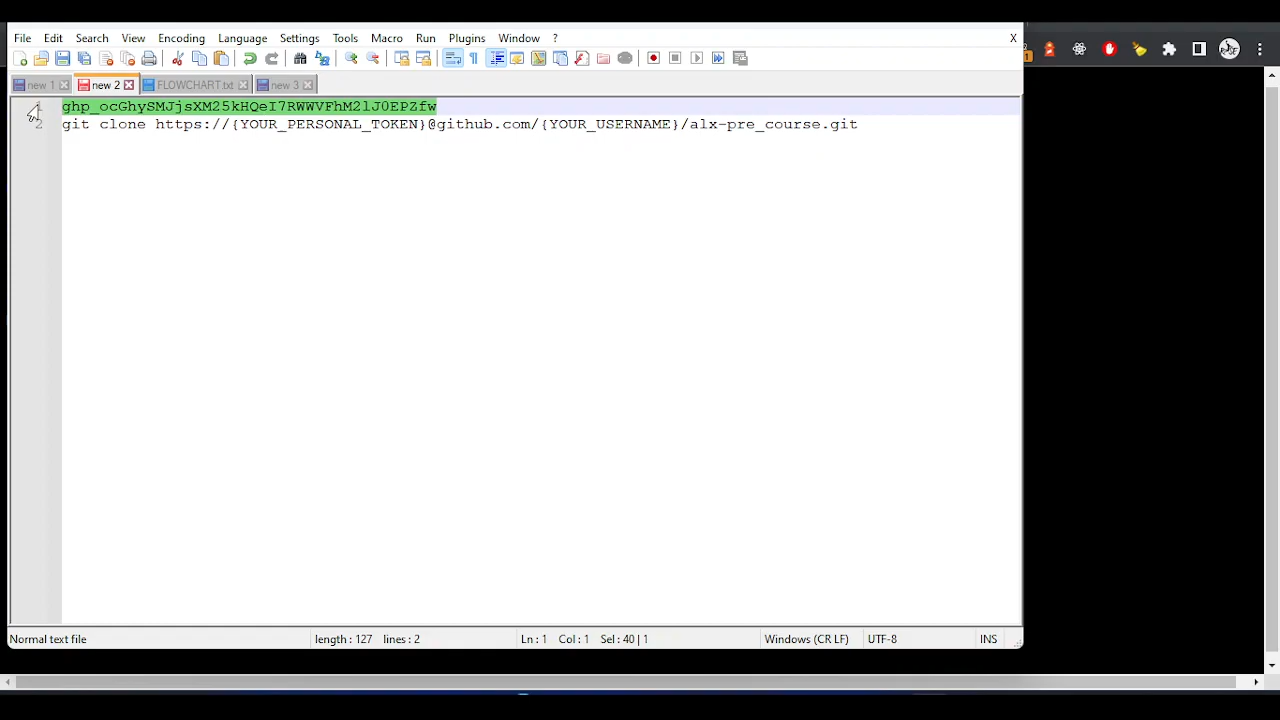 File Edit Search View Encoding Language Settings Tools Macro Run Plugins Window ? X
new 1 new 2 FLOWCHART.txt new 3
1
2 git clone https://{YOUR_PERSONAL_TOKEN}@github.com/{YOUR_USERNAME}/alx-pre_course.git
Normal text file length : 127 lines : 2 Ln : 1 Col : 1 Sel : 40 | 1 Windows (CR LF) UTF-8 INS